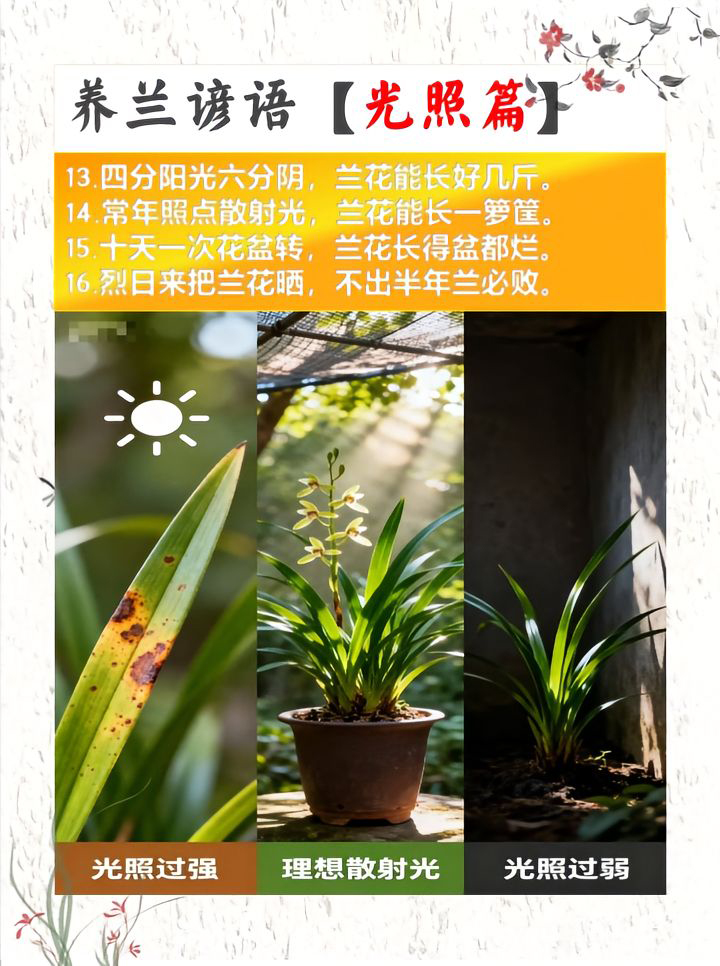 养兰谚语【光照篇】
13.四分阳光六分阴，兰花能长好几斤。
14.常年照点散射光，兰花能长一箩筐。
15.十天一次花盆转，兰花长得盆都烂。
16.烈日来把兰花晒，不出半年兰必败。
光照过强
理想散射光
光照过弱